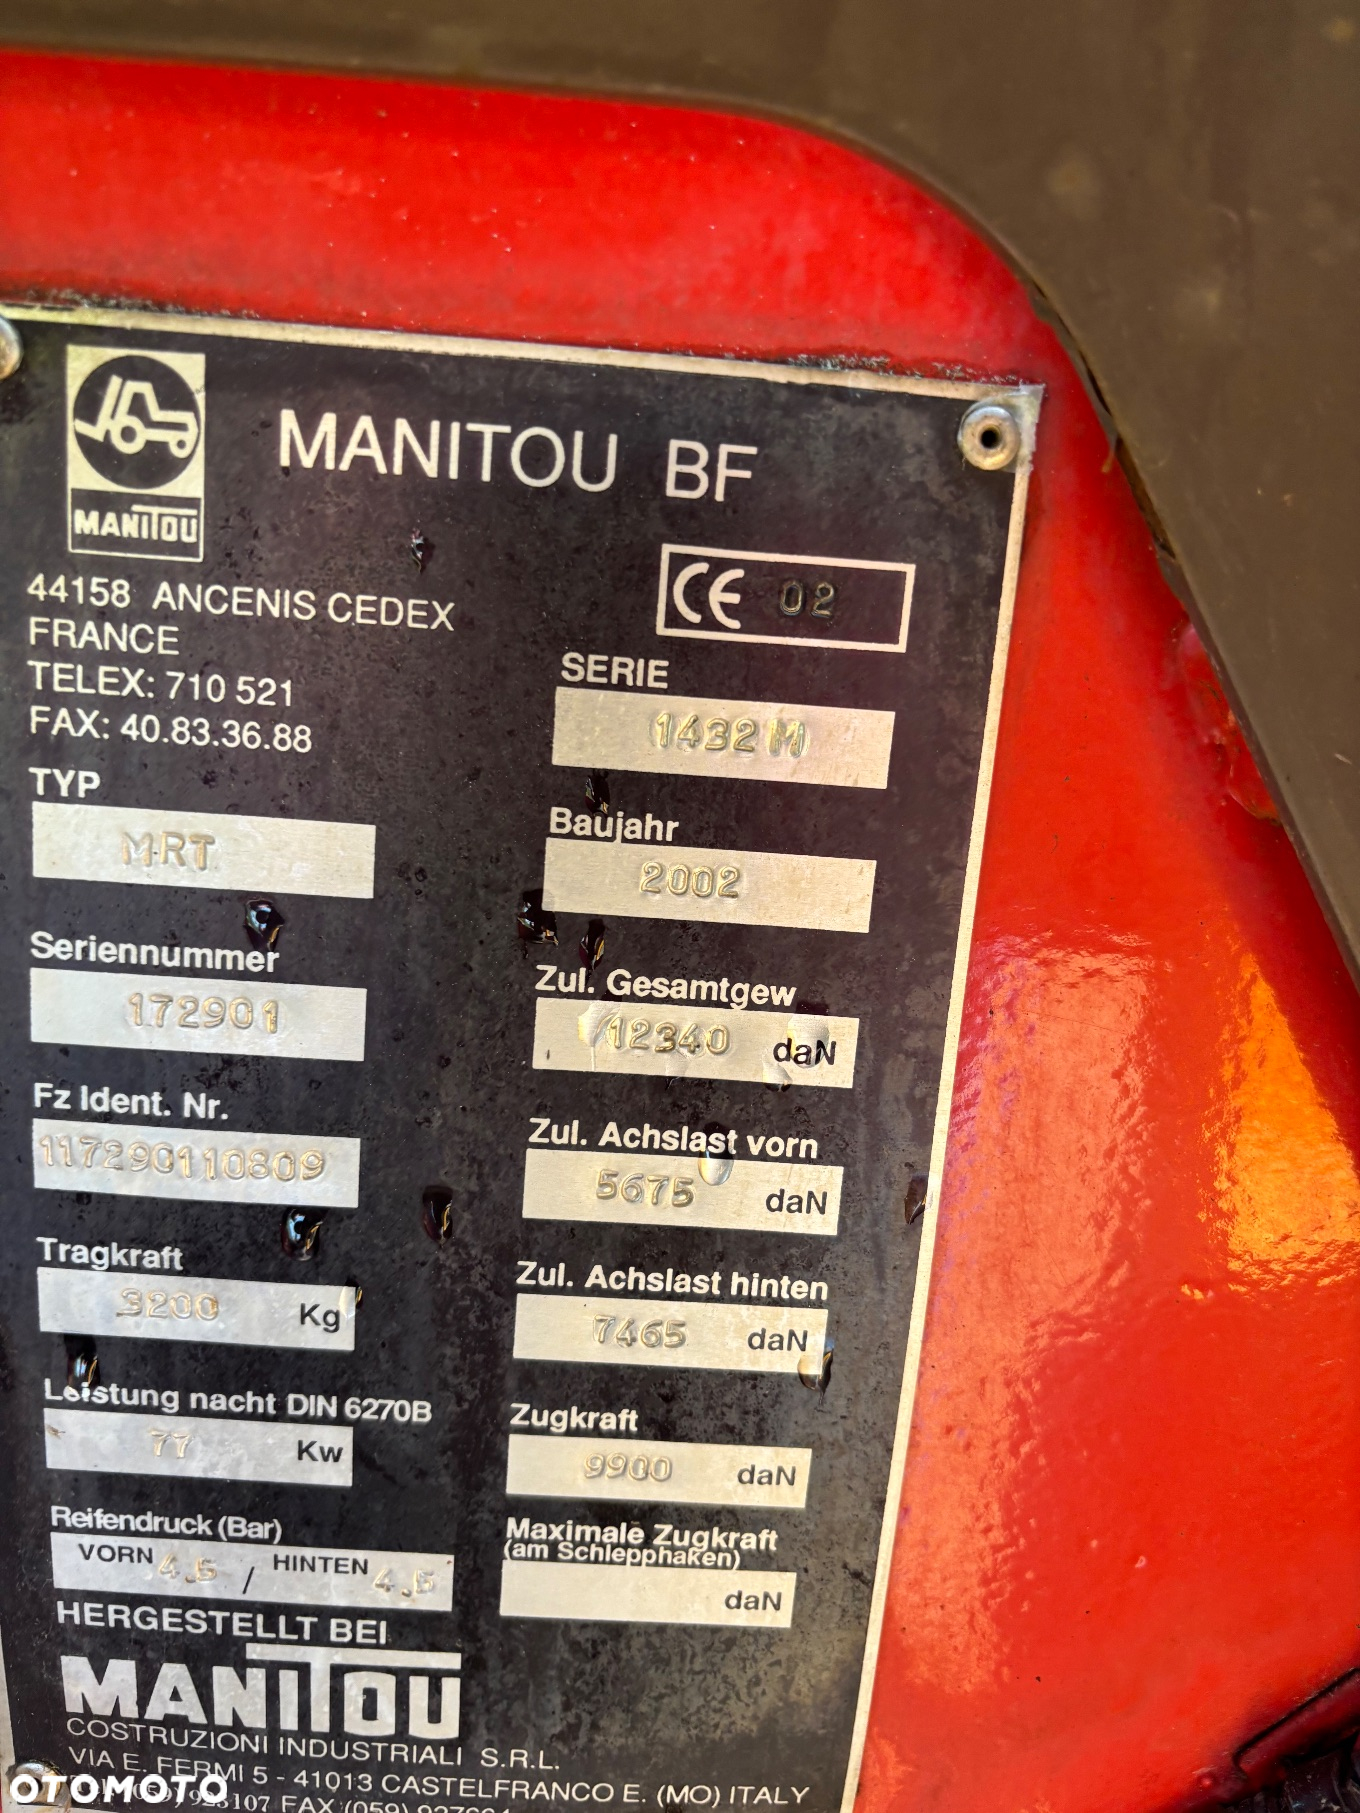 MANITOU
MANITOU BF
44158 ANCENIS CEDEX
FRANCE
TELEX: 710 521
FAX: 40.83.36.88
CE 02
SERIE
1432 M
TYP
MRT
Baujahr
2002
Seriennummer
172901
Zul. Gesamtgew
12340 daN
Fz Ident. Nr.
117290110809
Zul. Achslast vorn
5675 daN
Tragkraft
3200 Kg
Zul. Achslast hinten
7465 daN
Leistung nacht DIN 6270B
77 Kw
Zugkraft
9900 daN
Reifendruck (Bar)
VORN 4.5 / HINTEN 4.5
Maximale Zugkraft
(am Schlepphaken)
daN
HERGESTELLT BEI
MANITOU
COSTRUZIONI INDUSTRIALI S.R.L.
VIA E. FERMI 5 - 41013 CASTELFRANCO E. (MO) ITALY
FAX (059)
OTOMOTO